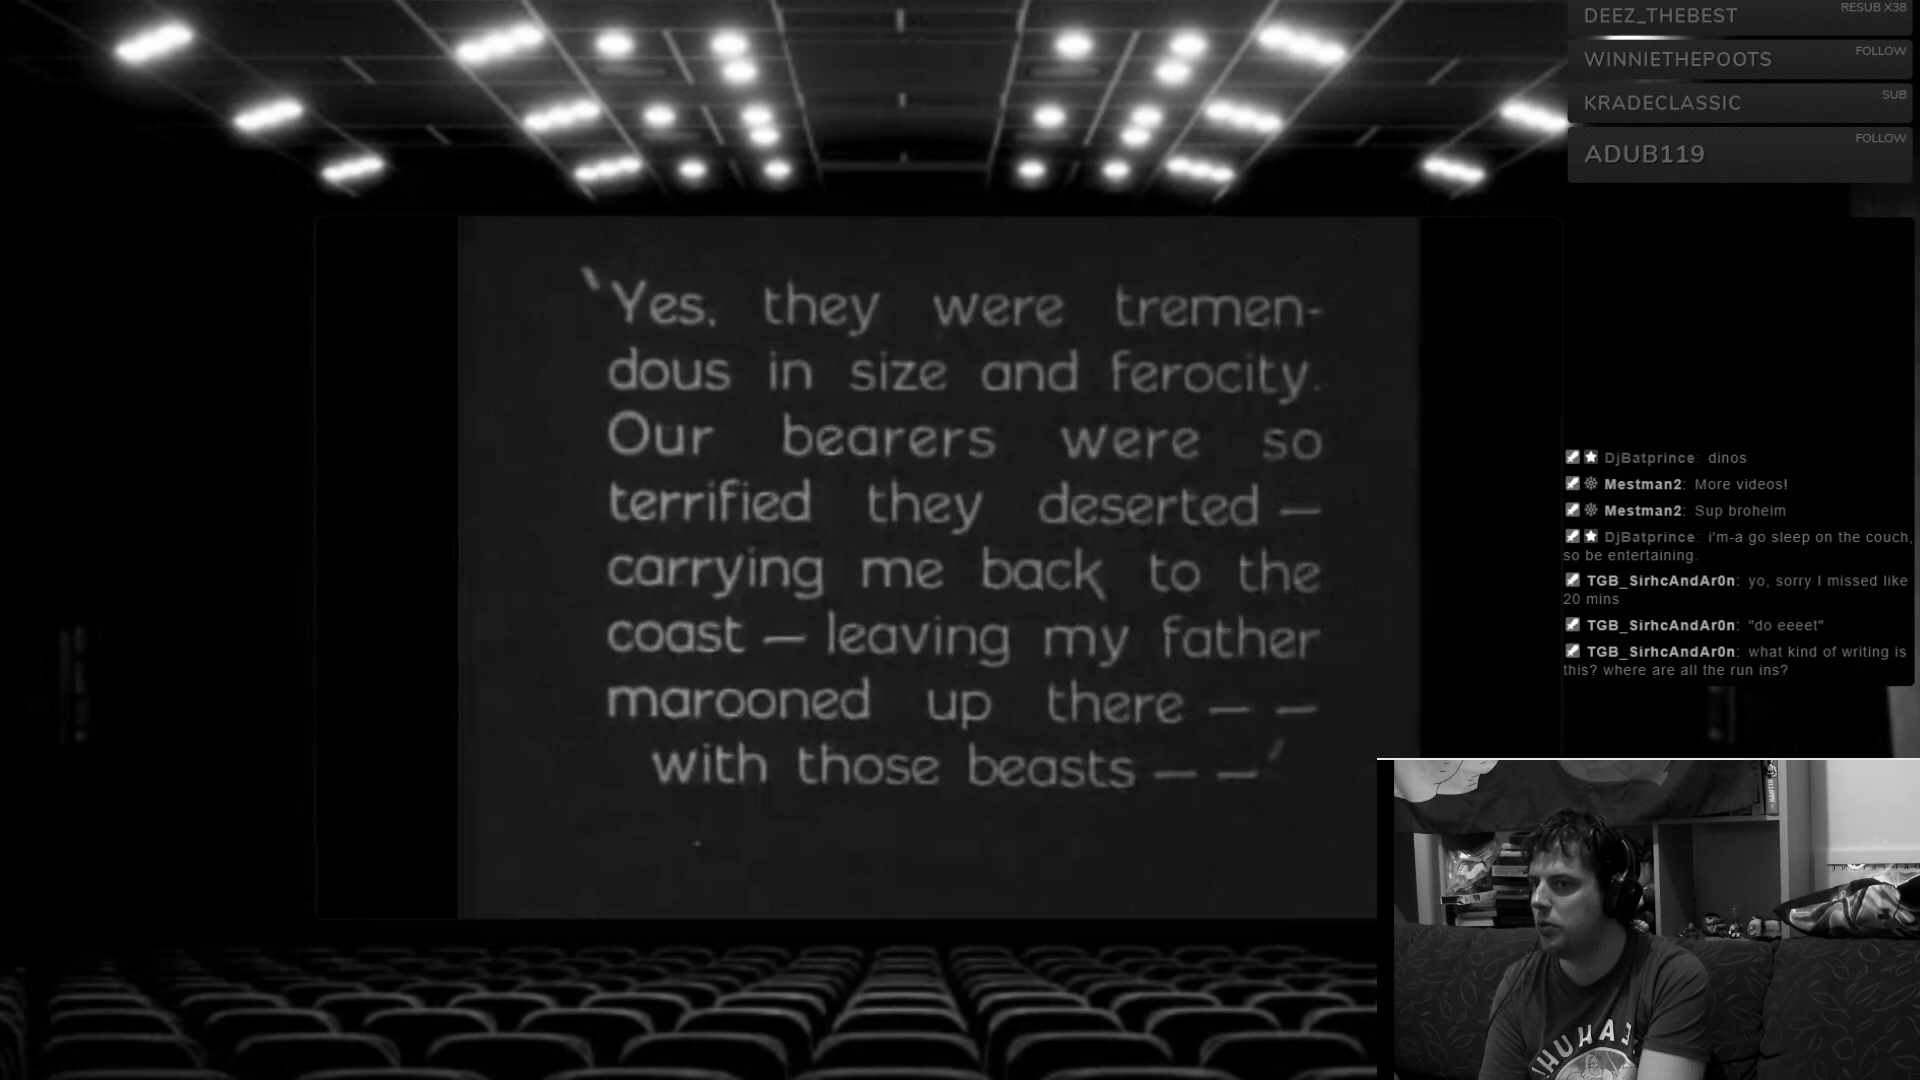 DEEZ_THEBEST RESUB X38
WINNIETHEPOOTS FOLLOW
KRADECLASSIC SUB
ADUB119 FOLLOW
'Yes, they were tremen-
dous in size and ferocity.
Our bearers were so
terrified they deserted —
carrying me back to the
coast — leaving my father
marooned up there — —
with those beasts — —'
DjBatprince: dinos
Mestman2: More videos!
Mestman2: Sup broheim
DjBatprince: i'm-a go sleep on the couch,
so be entertaining.
TGB_SirhcAndAr0n: yo, sorry I missed like
20 mins
TGB_SirhcAndAr0n: "do eeeet"
TGB_SirhcAndAr0n: what kind of writing is
this? where are all the run ins?